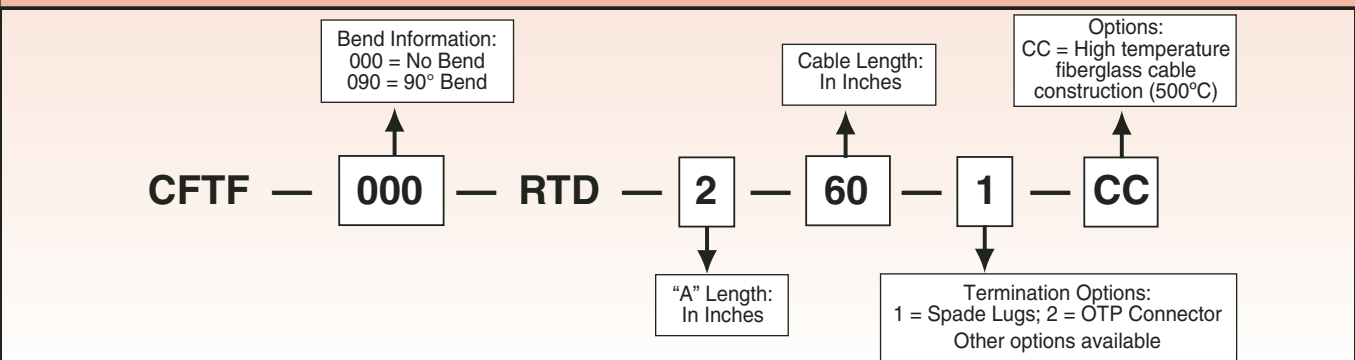 Bend Information:
000 = No Bend
090 = 90° Bend
Cable Length:
In Inches
Options:
CC = High temperature
fiberglass cable
construction (500°C)
CFTF — 000 — RTD — 2 — 60 — 1 — CC
“A” Length:
In Inches
Termination Options:
1 = Spade Lugs; 2 = OTP Connector
Other options available